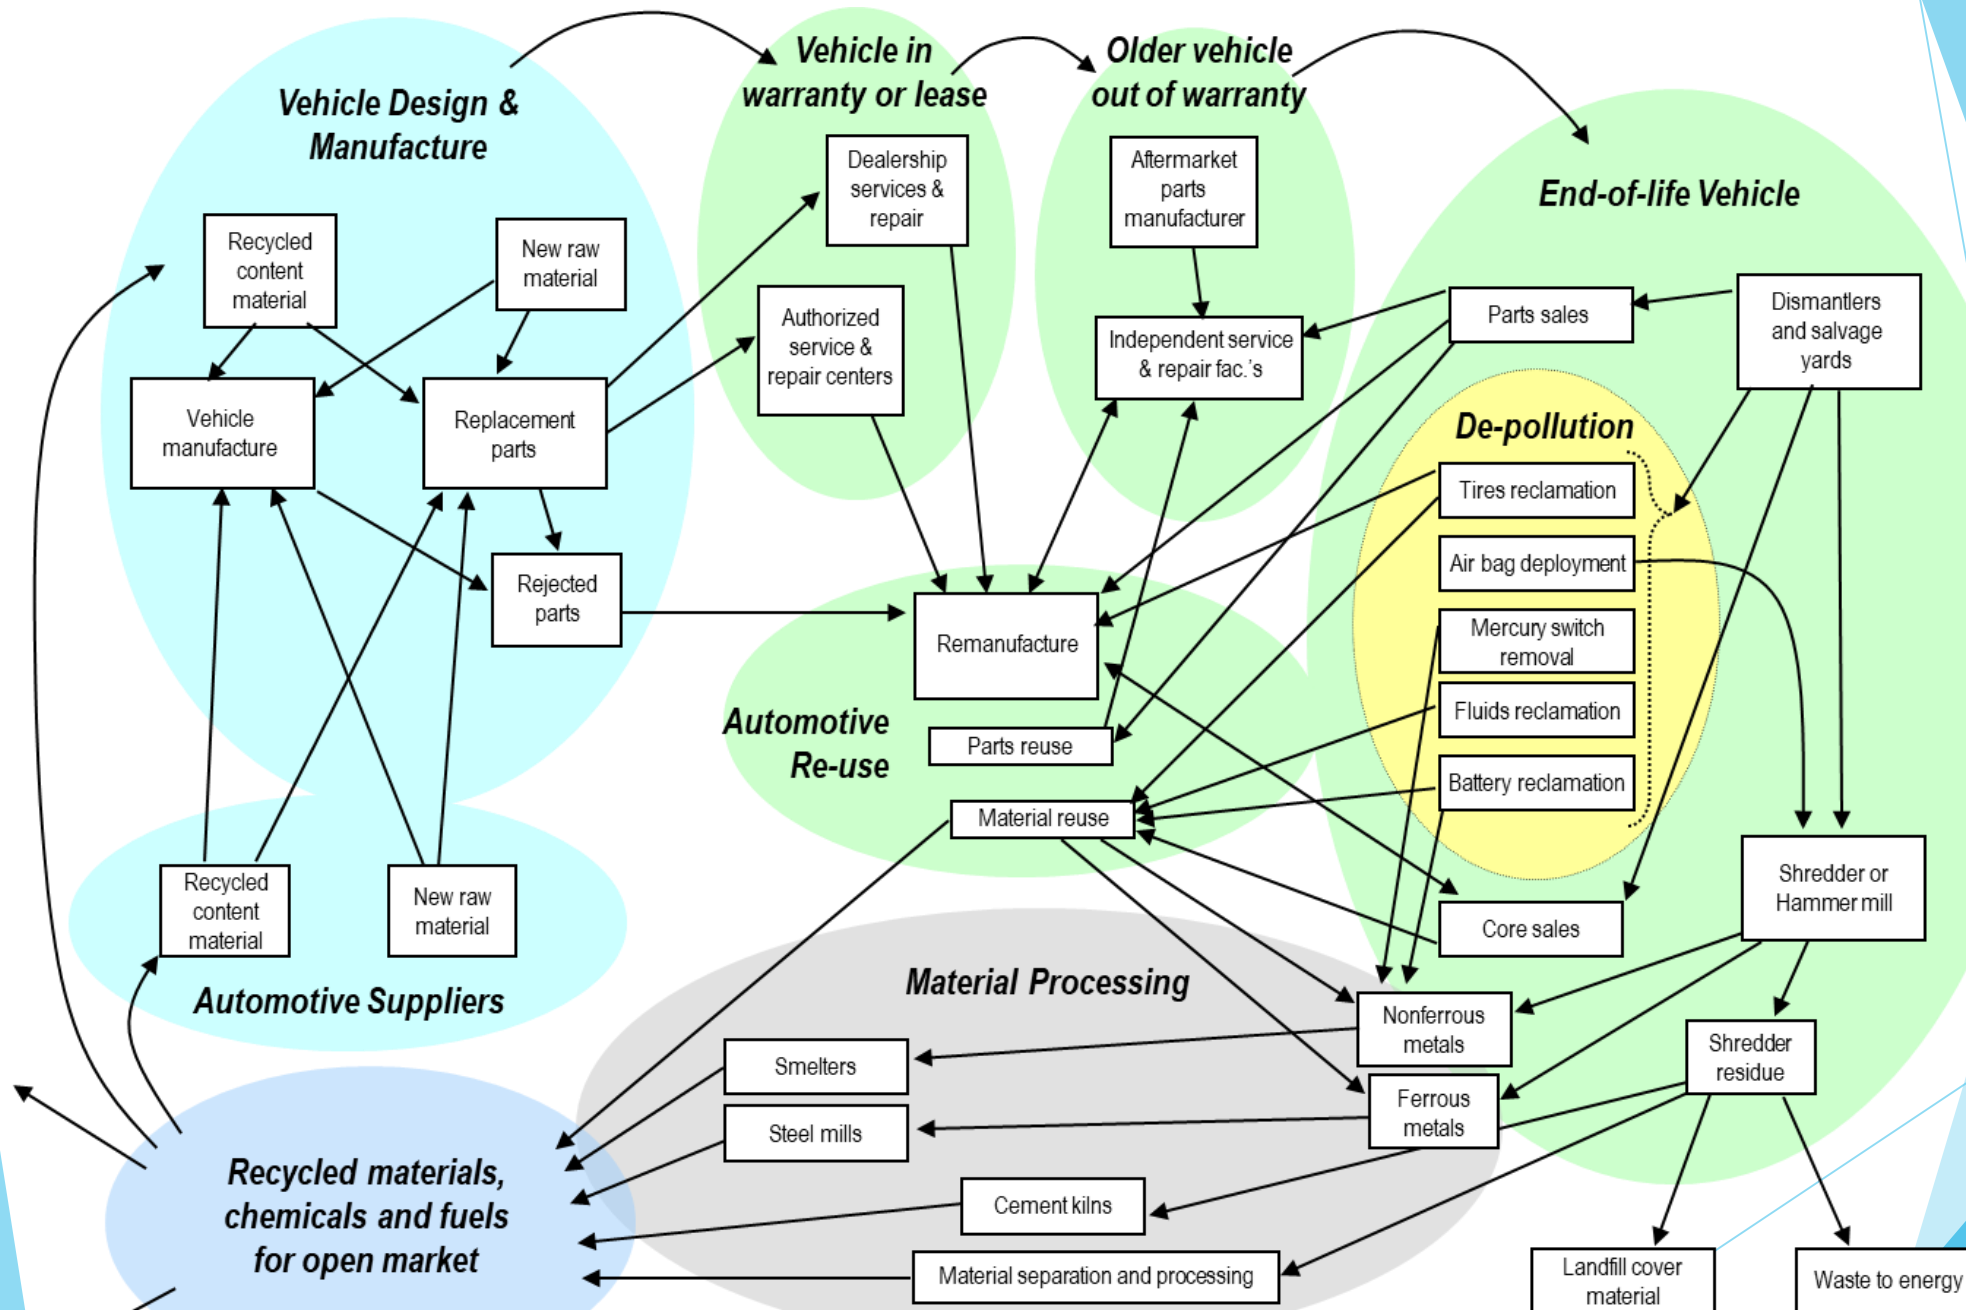 Vehicle Design &
Manufacture
Recycled
content
material
New raw
material
Vehicle
manufacture
Replacement
parts
Rejected
parts
Recycled
content
material
New raw
material
Automotive Suppliers
Vehicle in
warranty or lease
Dealership
services &
repair
Authorized
service &
repair centers
Older vehicle
out of warranty
Aftermarket
parts
manufacturer
Independent service
& repair fac.'s
End-of-life Vehicle
Parts sales
Dismantlers
and salvage
yards
De-pollution
Tires reclamation
Air bag deployment
Mercury switch
removal
Fluids reclamation
Battery reclamation
Core sales
Shredder or
Hammer mill
Shredder
residue
Landfill cover
material
Waste to energy
Automotive
Re-use
Remanufacture
Parts reuse
Material reuse
Material Processing
Nonferrous
metals
Ferrous
metals
Smelters
Steel mills
Cement kilns
Material separation and processing
Recycled materials,
chemicals and fuels
for open market